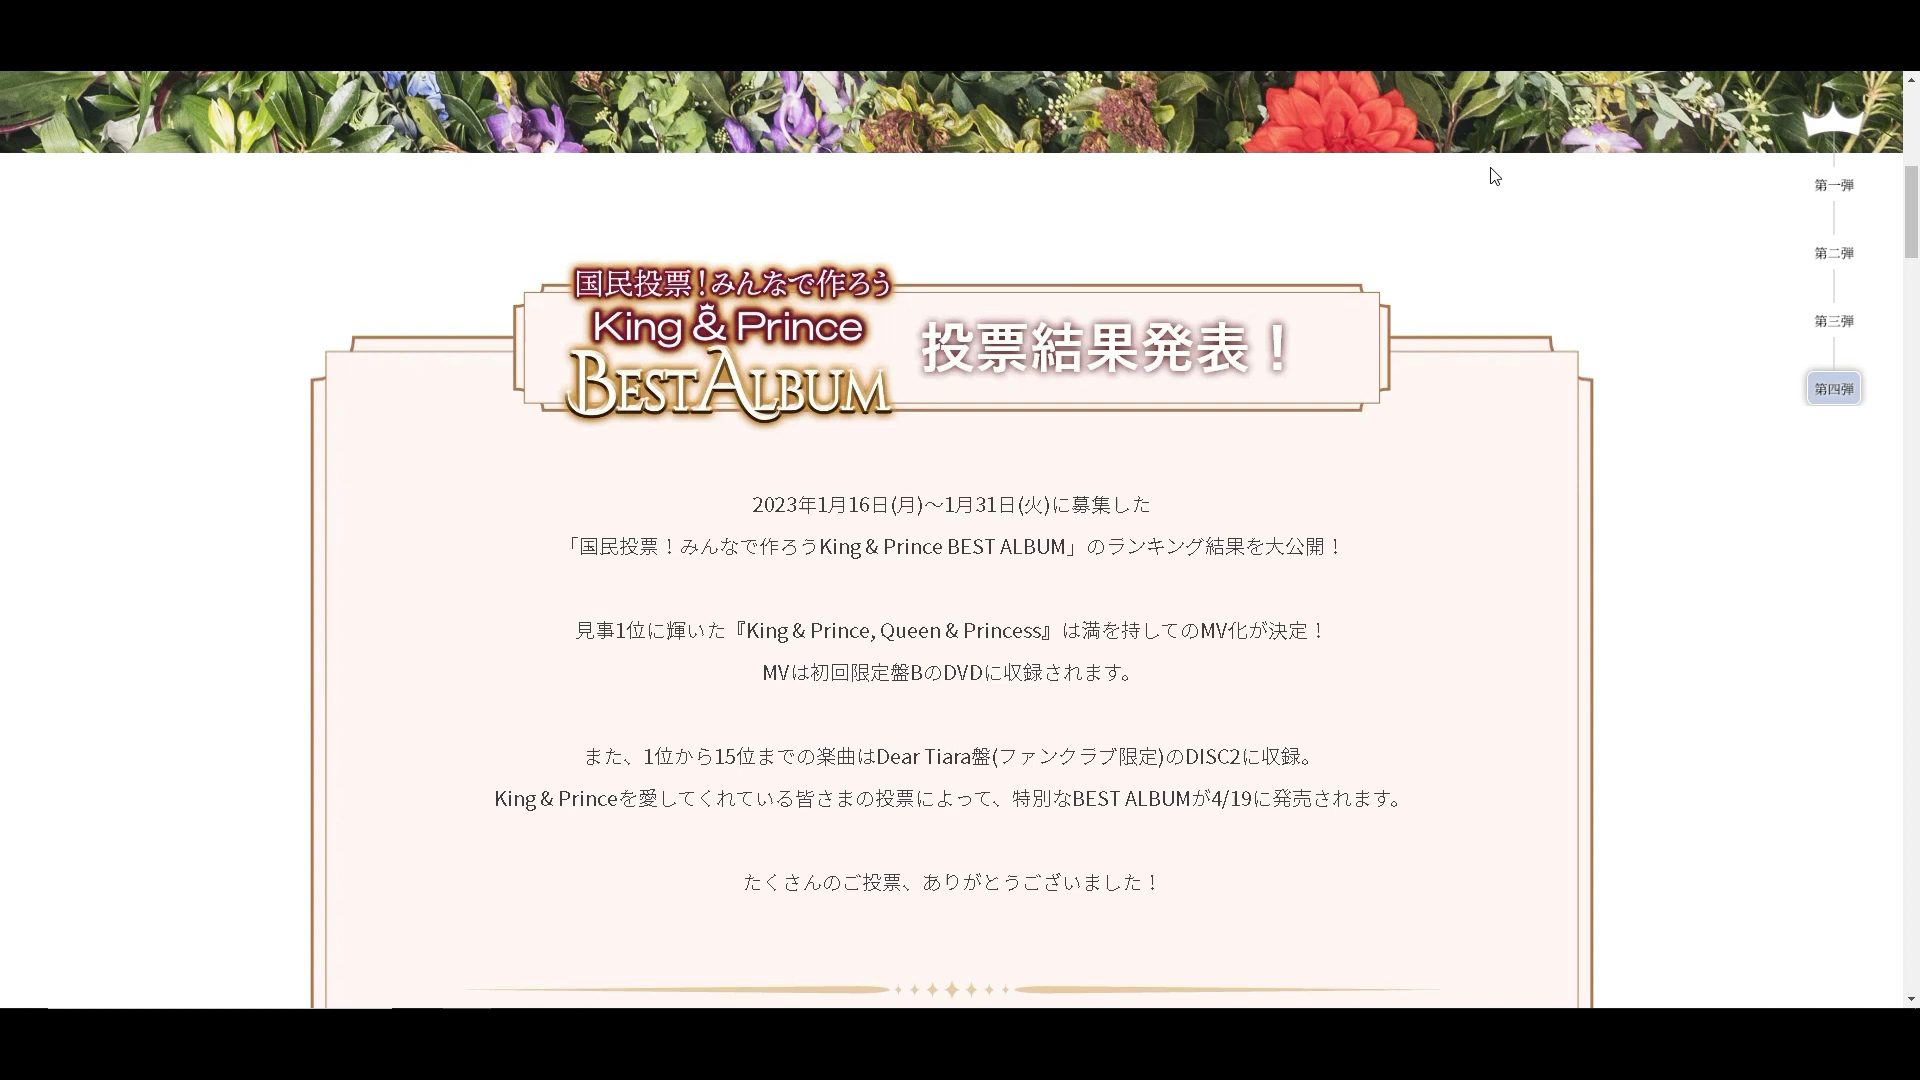 第一弾
第二弾
第三弾
第四弾
国民投票！みんなで作ろう
King & Prince
BEST ALBUM
投票結果発表！
2023年1月16日(月)～1月31日(火)に募集した
「国民投票！みんなで作ろうKing & Prince BEST ALBUM」のランキング結果を大公開！
見事1位に輝いた『King & Prince, Queen & Princess』は満を持してのMV化が決定！
MVは初回限定盤BのDVDに収録されます。
また、1位から15位までの楽曲はDear Tiara盤(ファンクラブ限定)のDISC2に収録。
King & Princeを愛してくれている皆さまの投票によって、特別なBEST ALBUMが4/19に発売されます。
たくさんのご投票、ありがとうございました！